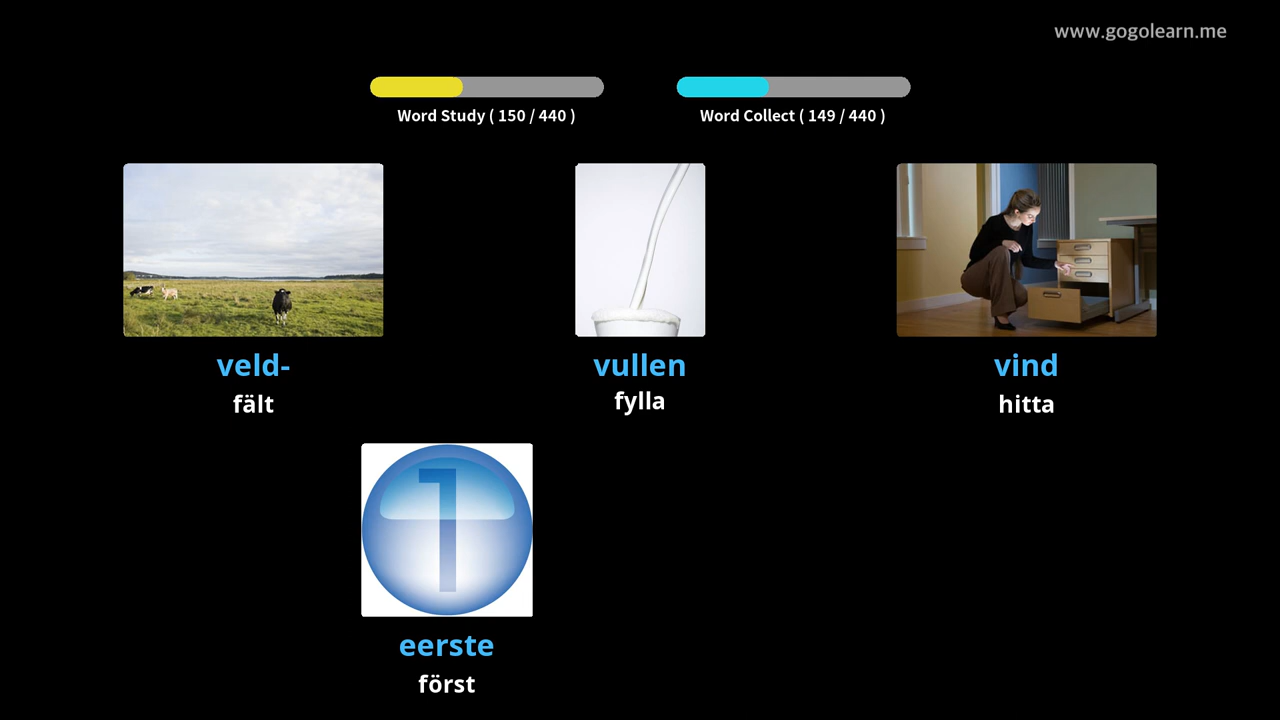 www.gogolearn.me
Word Study ( 150 / 440 )
Word Collect ( 149 / 440 )
veld-
fält
vullen
fylla
vind
hitta
1
eerste
först